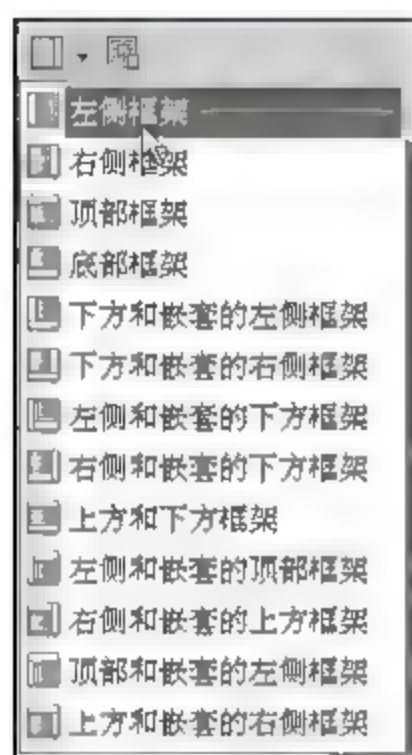 左侧框架
右侧框架
顶部框架
底部框架
下方和嵌套的左侧框架
下方和嵌套的右侧框架
左侧和嵌套的下方框架
右侧和嵌套的下方框架
上方和下方框架
左侧和嵌套的顶部框架
右侧和嵌套的上方框架
顶部和嵌套的左侧框架
上方和嵌套的右侧框架